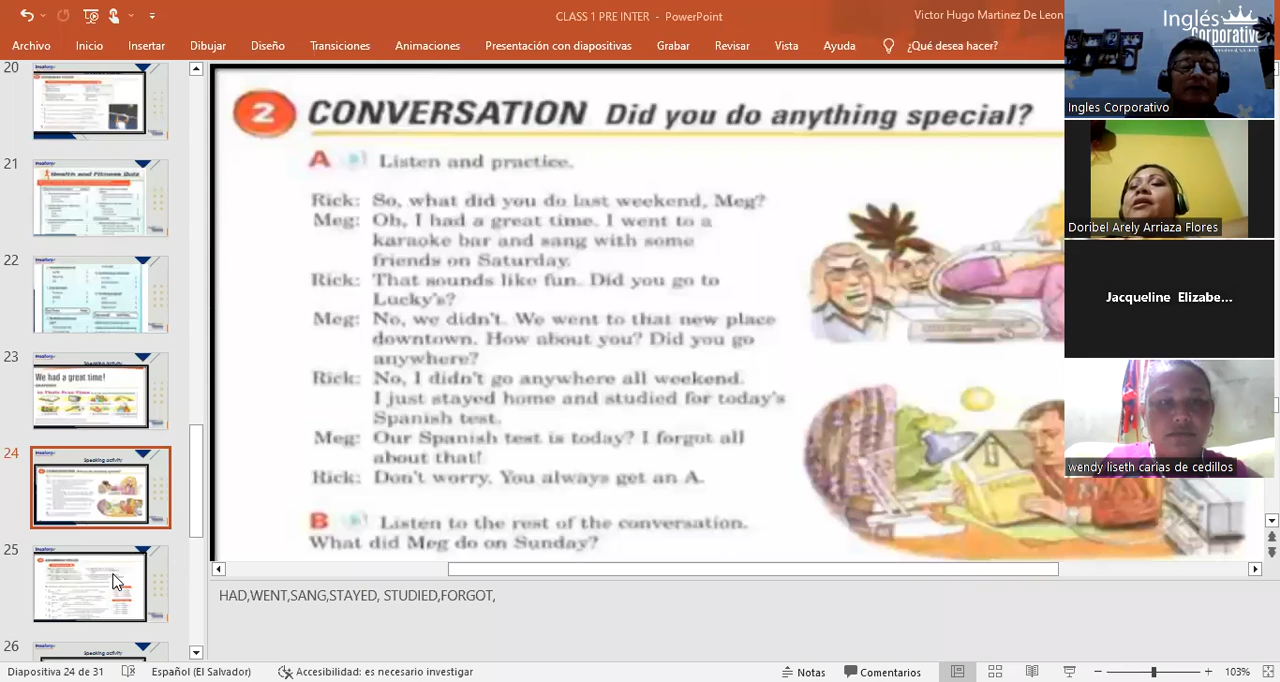 CLASS 1 PRE INTER - PowerPoint
Victor Hugo Martinez De Leon
Archivo Inicio Insertar Dibujar Diseño Transiciones Animaciones Presentación con diapositivas Grabar Revisar Vista Ayuda ¿Qué desea hacer?
20
21
Health and Fitness Quiz
22
23
Speaking activity
We had a great time!
24
Speaking activity
25
26
Speaking activity
2 CONVERSATION Did you do anything special?
A Listen and practice.
Rick: So, what did you do last weekend, Meg?
Meg: Oh, I had a great time. I went to a
karaoke bar and sang with some
friends on Saturday.
Rick: That sounds like fun. Did you go to
Lucky's?
Meg: No, we didn't. We went to that new place
downtown. How about you? Did you go
anywhere?
Rick: No, I didn't go anywhere all weekend.
I just stayed home and studied for today's
Spanish test.
Meg: Our Spanish test is today? I forgot all
about that!
Rick: Don't worry. You always get an A.
B Listen to the rest of the conversation.
What did Meg do on Sunday?
HAD,WENT,SANG,STAYED, STUDIED,FORGOT,
Inglés
Corporativo
Ingles Corporativo
Doribel Arely Arriaza Flores
Jacqueline Elizabe...
wendy liseth carias de cedillos
Diapositiva 24 de 31 Español (El Salvador) Accesibilidad: es necesario investigar Notas Comentarios 103%